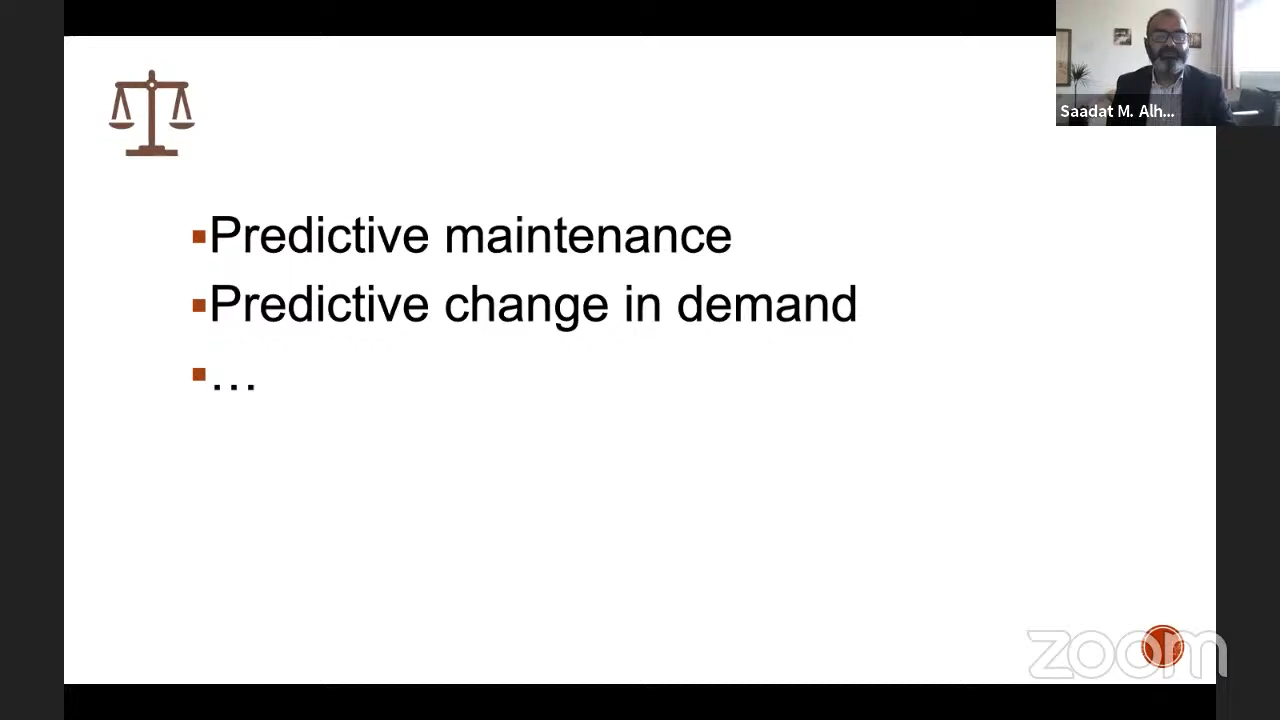 Saadat M. Alh...
Predictive maintenance
Predictive change in demand
...
zoom